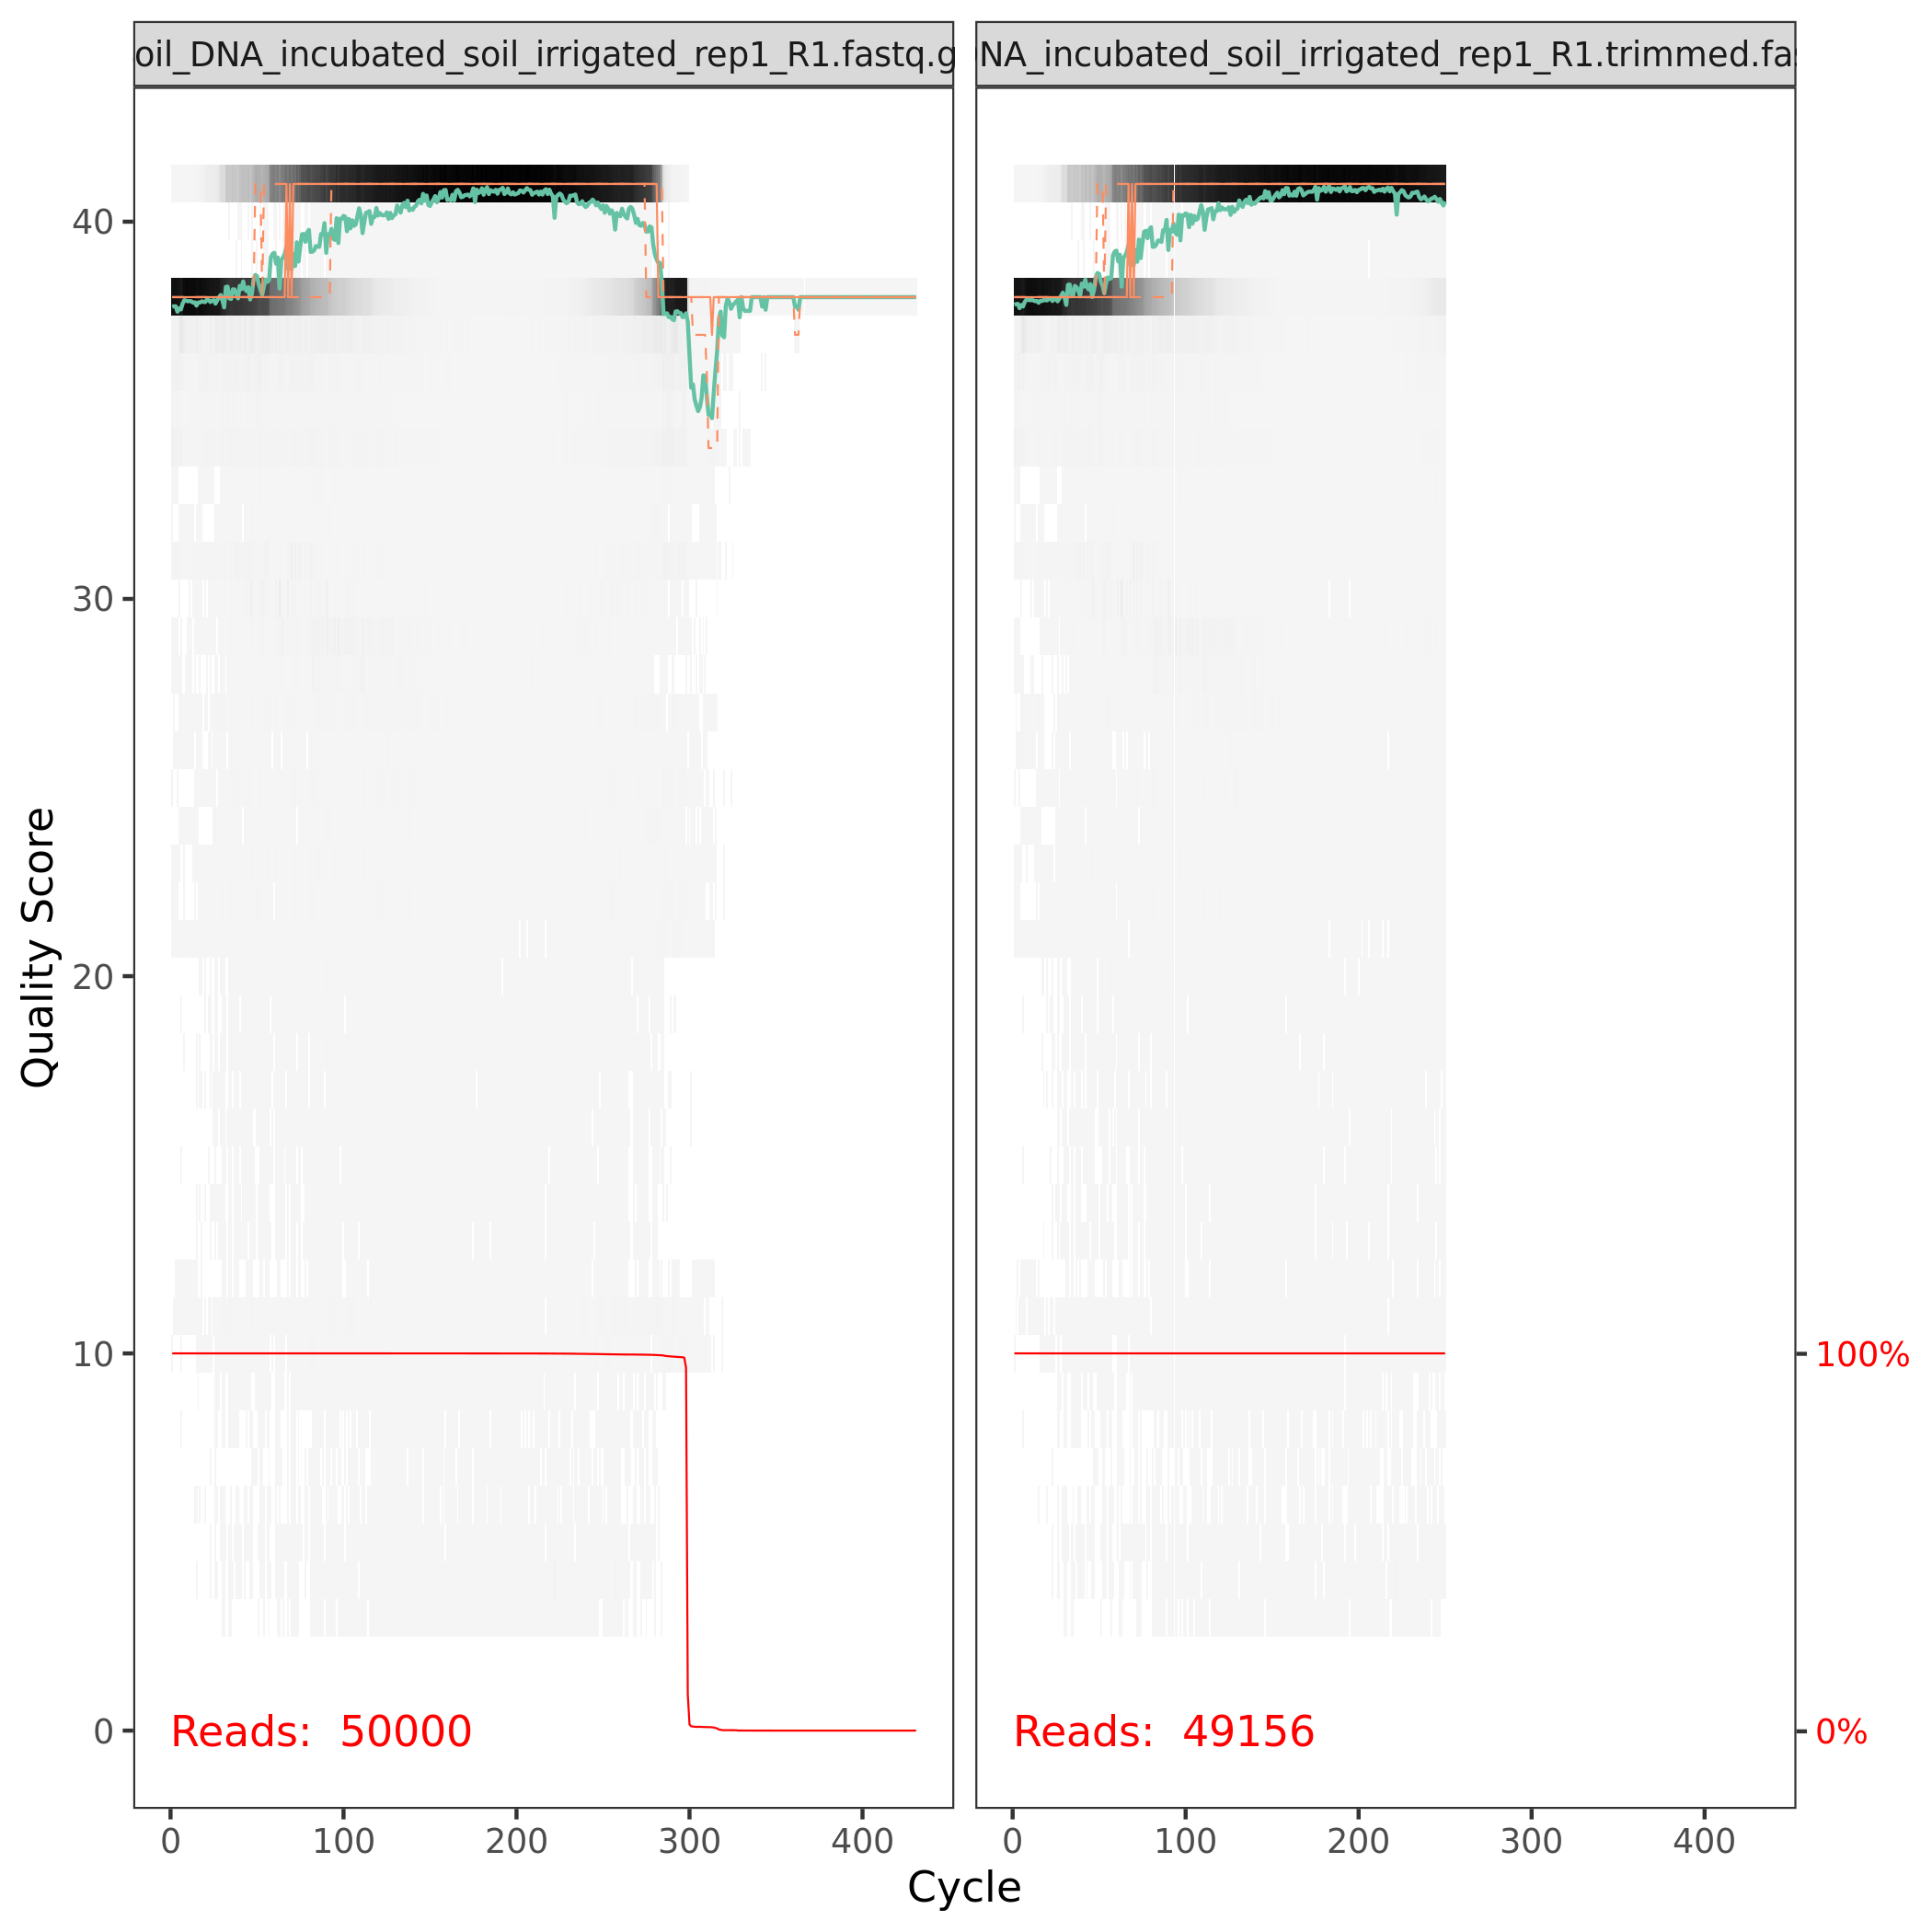 oil_DNA_incubated_soil_irrigated_rep1_R1.fastq.g
NA_incubated_soil_irrigated_rep1_R1.trimmed.fa
Quality Score
40
30
20
10
0
Reads: 50000
Reads: 49156
100%
0%
0 100 200 300 400
0 100 200 300 400
Cycle